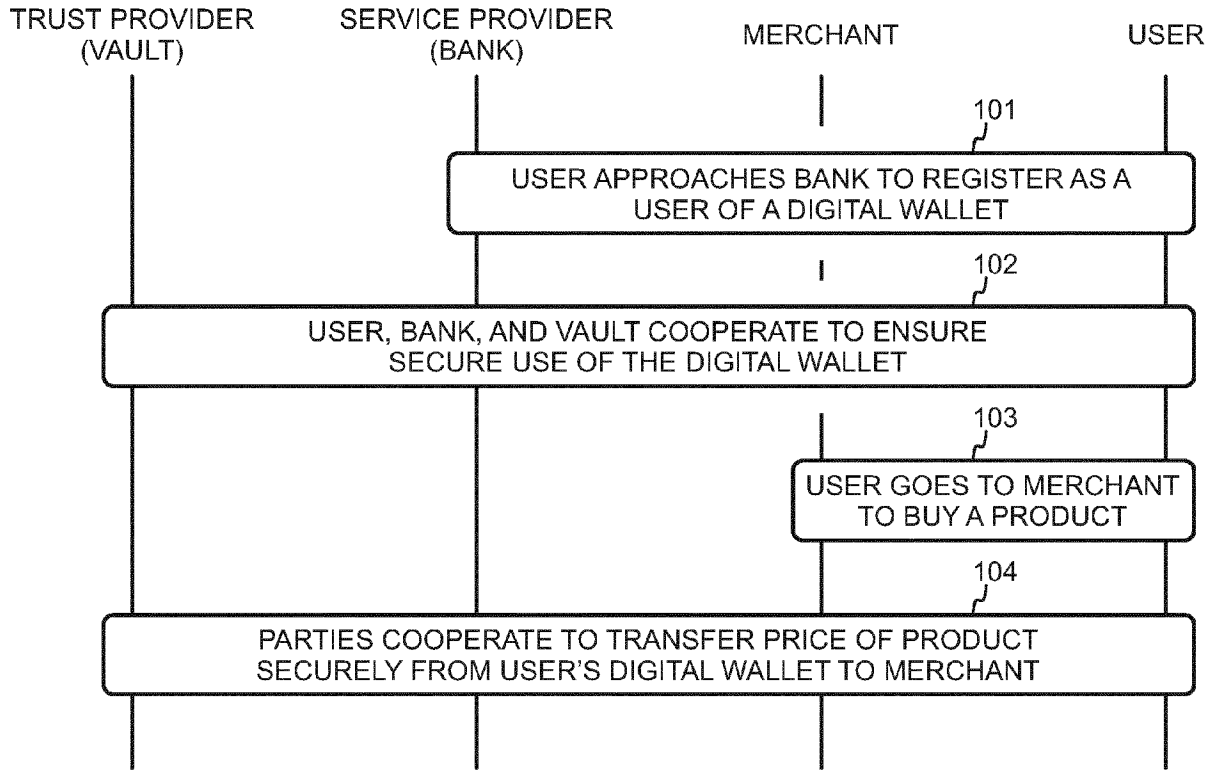 TRUST PROVIDER
(VAULT)
SERVICE PROVIDER
(BANK)
MERCHANT
USER
101
USER APPROACHES BANK TO REGISTER AS A
USER OF A DIGITAL WALLET
102
USER, BANK, AND VAULT COOPERATE TO ENSURE
SECURE USE OF THE DIGITAL WALLET
103
USER GOES TO MERCHANT
TO BUY A PRODUCT
104
PARTIES COOPERATE TO TRANSFER PRICE OF PRODUCT
SECURELY FROM USER’S DIGITAL WALLET TO MERCHANT